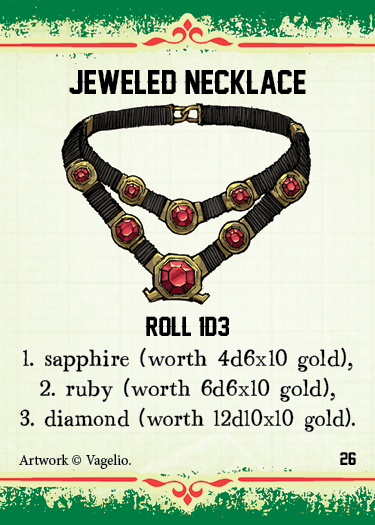 JEWELED NECKLACE
ROLL 1D3
1. sapphire (worth 4d6x10 gold),
2. ruby (worth 6d6x10 gold),
3. diamond (worth 12d10x10 gold).
Artwork © Vagelio.
26